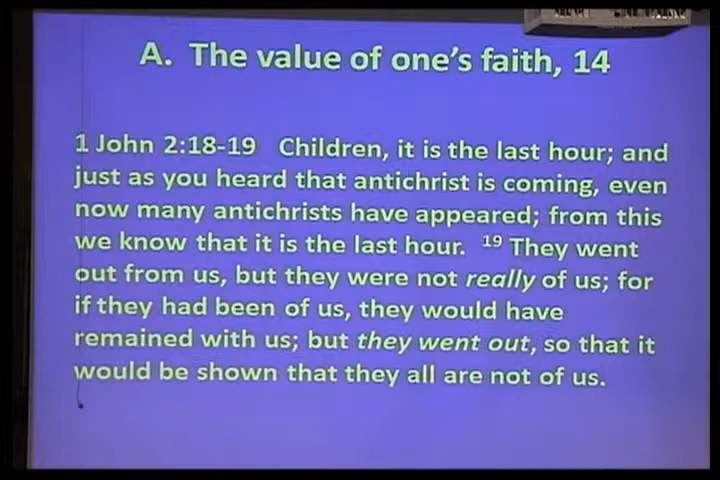 A. The value of one's faith, 14
1 John 2:18-19 Children, it is the last hour; and
just as you heard that antichrist is coming, even
now many antichrists have appeared; from this
we know that it is the last hour. 19 They went
out from us, but they were not really of us; for
if they had been of us, they would have
remained with us; but they went out, so that it
would be shown that they all are not of us.